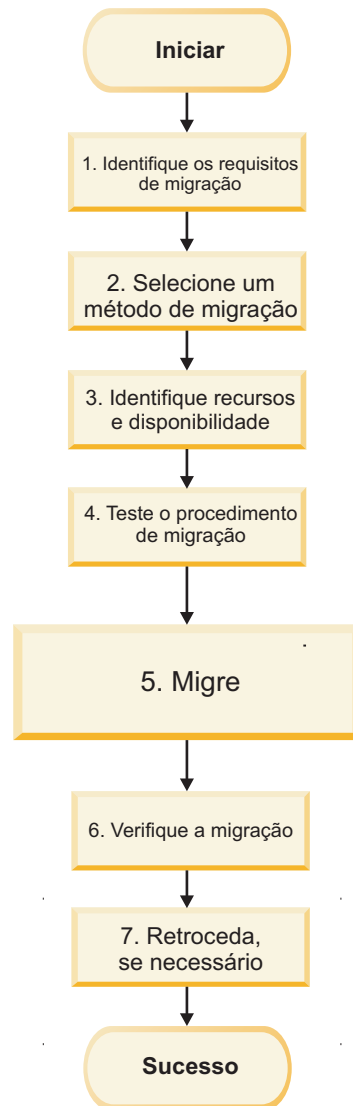 Iniciar
1. Identifique os requisitos
de migração
2. Selecione um
método de migração
3. Identifique recursos
e disponibilidade
4. Teste o procedimento
de migração
5. Migre
6. Verifique a migração
7. Retroceda,
se necessário
Sucesso